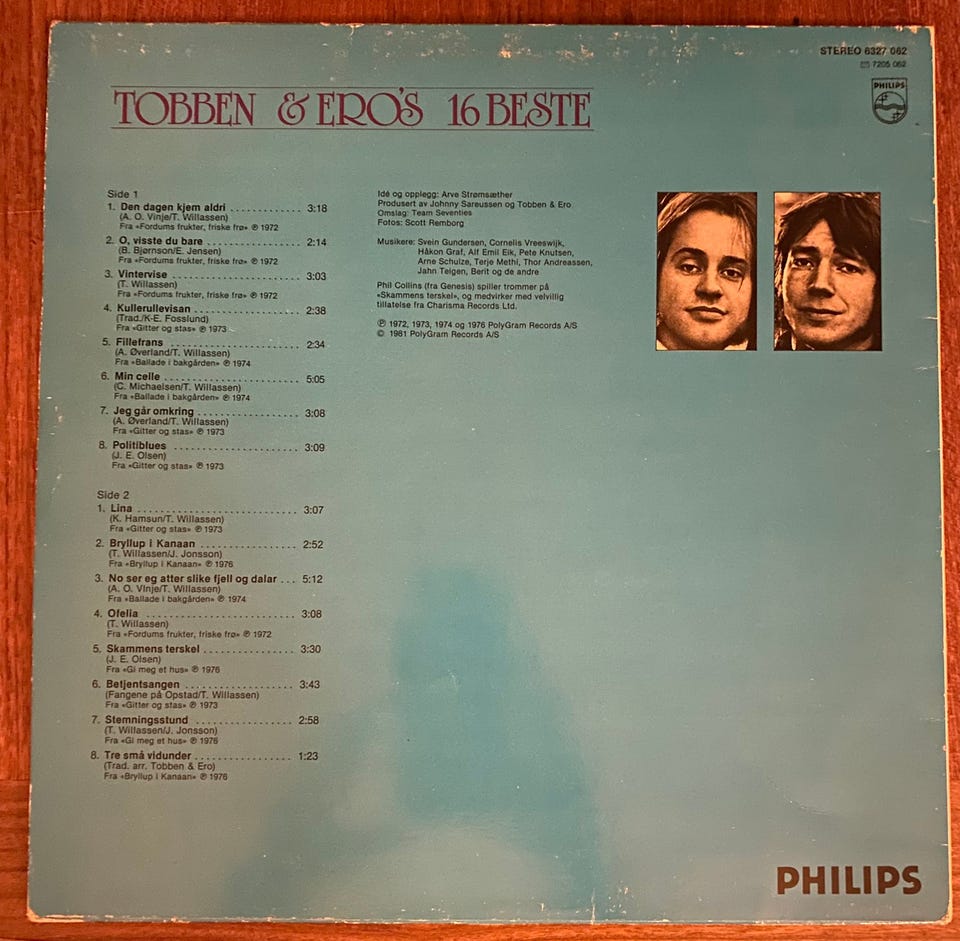 STEREO 6327 062
7205 062
PHILIPS
TOBBEN & ERO'S 16 BESTE
Side 1
1. Den dagen kjem aldri ............ 3:18
(A. O. Vinje/T. Willassen)
Fra «Fordums frukter, friske frø» ℗ 1972
2. O, visste du bare ................ 2:14
(B. Bjørnson/E. Jensen)
Fra «Fordums frukter, friske frø» ℗ 1972
3. Vintervise ....................... 3:03
(T. Willassen)
Fra «Fordums frukter, friske frø» ℗ 1972
4. Kullerullevisan .................. 2:38
(Trad./K-E. Fosslund)
Fra «Gitter og stas» ℗ 1973
5. Fillefrans ....................... 2:34
(A. Øverland/T. Willassen)
Fra «Ballade i bakgården» ℗ 1974
6. Min celle ........................ 5:05
(C. Michaelsen/T. Willassen)
Fra «Ballade i bakgården» ℗ 1974
7. Jeg går omkring .................. 3:08
(A. Øverland/T. Willassen)
Fra «Gitter og stas» ℗ 1973
8. Politiblues ...................... 3:09
(J. E. Olsen)
Fra «Gitter og stas» ℗ 1973
Side 2
1. Lina ............................. 3:07
(K. Hamsun/T. Willassen)
Fra «Gitter og stas» ℗ 1973
2. Bryllup i Kanaan ................. 2:52
(T. Willassen/J. Jonsson)
Fra «Bryllup i Kanaan» ℗ 1976
3. No ser eg atter slike fjell og dalar ... 5:12
(A. O. Vinje/T. Willassen)
Fra «Ballade i bakgården» ℗ 1974
4. Ofelia ........................... 3:08
(T. Willassen)
Fra «Fordums frukter, friske frø» ℗ 1972
5. Skammens terskel ................. 3:30
(J. E. Olsen)
Fra «Gi meg et hus» ℗ 1976
6. Betjentsangen .................... 3:43
(Fangene på Opstad/T. Willassen)
Fra «Gitter og stas» ℗ 1973
7. Stemningsstund ................... 2:58
(T. Willassen/J. Jonsson)
Fra «Gi meg et hus» ℗ 1976
8. Tre små vidunder ................. 1:23
(Trad. arr. Tobben & Ero)
Fra «Bryllup i Kanaan» ℗ 1976
Idé og opplegg: Arve Strømsæther
Produsert av Johnny Sareussen og Tobben & Ero
Omslag: Team Seventies
Fotos: Scott Remborg
Musikere: Svein Gundersen, Cornelis Vreeswijk,
Håkon Graf, Alf Emil Eik, Pete Knutsen,
Arne Schulze, Terje Methi, Thor Andreassen,
Jahn Teigen, Berit og de andre
Phil Collins (fra Genesis) spiller trommer på
«Skammens terskel», og medvirker med velvillig
tillatelse fra Charisma Records Ltd.
℗ 1972, 1973, 1974 og 1976 PolyGram Records A/S
© 1981 PolyGram Records A/S
PHILIPS